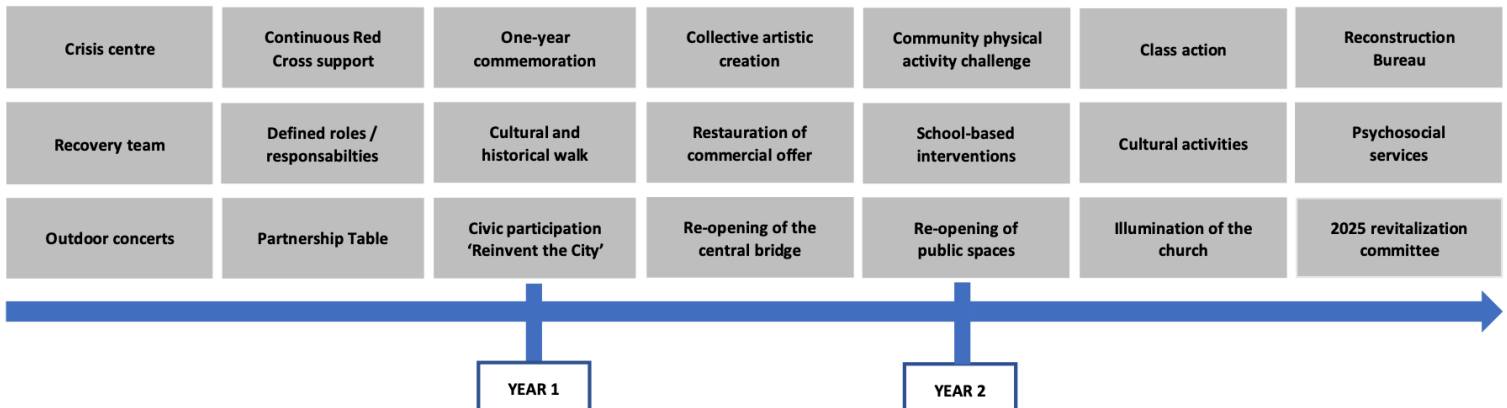 Crisis centre
Continuous Red
Cross support
One-year
commemoration
Collective artistic
creation
Community physical
activity challenge
Class action
Reconstruction
Bureau
Recovery team
Defined roles /
responsabilties
Cultural and
historical walk
Restauration of
commercial offer
School-based
interventions
Cultural activities
Psychosocial
services
Outdoor concerts
Partnership Table
Civic participation
‘Reinvent the City’
Re-opening of the
central bridge
Re-opening of
public spaces
Illumination of the
church
2025 revitalization
committee
YEAR 1
YEAR 2